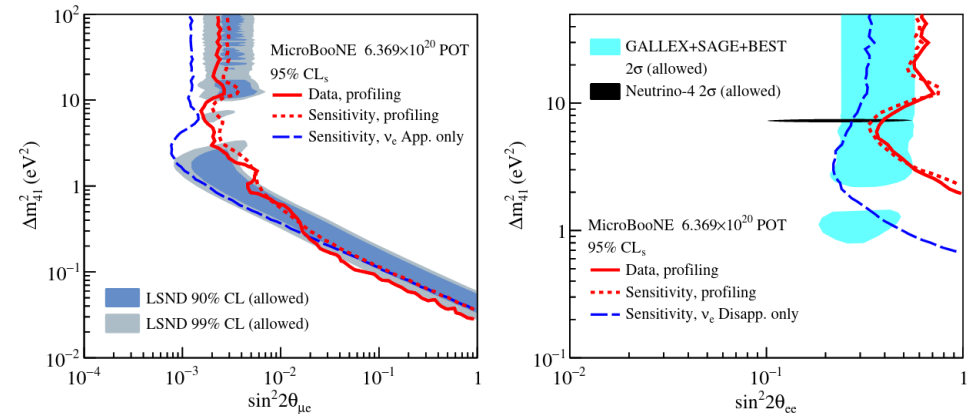 10²
10
1
10⁻¹
10⁻²
Δm²₄₁ (eV²)
MicroBooNE 6.369×10²⁰ POT
95% CLₛ
Data, profiling
Sensitivity, profiling
Sensitivity, νₑ App. only
LSND 90% CL (allowed)
LSND 99% CL (allowed)
10⁻⁴ 10⁻³ 10⁻² 10⁻¹ 1
sin²2θ_μe
10
1
10⁻¹
Δm²₄₁ (eV²)
GALLEX+SAGE+BEST
2σ (allowed)
Neutrino-4 2σ (allowed)
MicroBooNE 6.369×10²⁰ POT
95% CLₛ
Data, profiling
Sensitivity, profiling
Sensitivity, νₑ Disapp. only
10⁻² 10⁻¹ 1
sin²2θ_ee